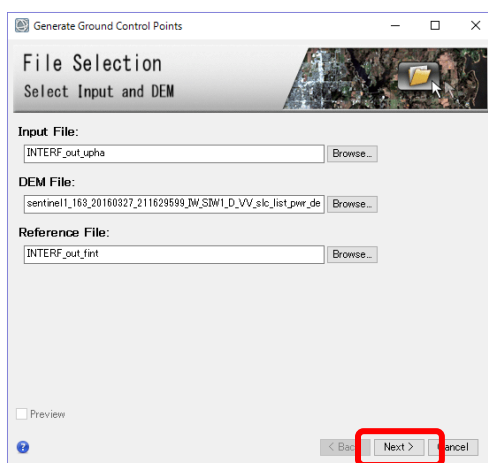 Generate Ground Control Points
File Selection
Select Input and DEM
Input File:
INTERF_out_upha
Browse...
DEM File:
sentinel1_163_20160327_211629599_IW_SIW1_D_VV_slc_list_pwr_de
Browse...
Reference File:
INTERF_out_fint
Browse...
Preview
< Back Next > Cancel